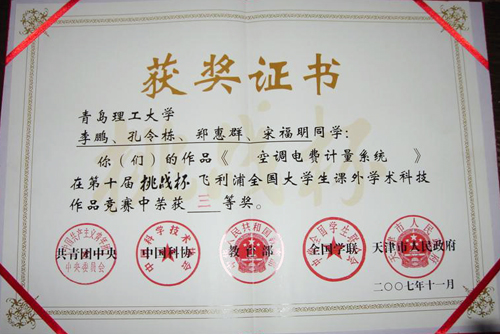 获奖证书
青岛理工大学
李鹏、孔令栋、郑惠群、宋福明同学：
你（们）的作品《 空调电费计量系统 》
在第十届挑战杯飞利浦全国大学生课外学术科技
作品竞赛中荣获 三 等奖。
共青团中央 中国科协 教育部 全国学联 天津市人民政府
二〇〇七年十一月